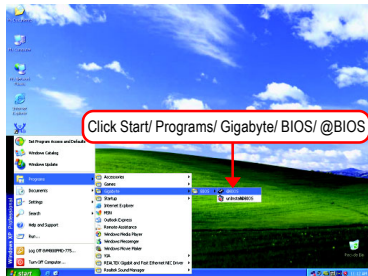 Internet
Explorer
Click Start/ Programs/ Gigabyte/ BIOS/ @BIOS
Set Program Access and Defaults
Windows Catalog
Windows Update
Programs
Documents
Settings
Search
Help and Support
Run...
Turn Off Computer...
Accessories
Games
Gigabyte
Startup
Internet Explorer
MSN
Outlook Express
Remote Assistance
Windows Media Player
Windows Messenger
Windows Movie Maker
VGA
REALTEK Gigabit and Fast Ethernet NIC Driver
Realtek Sound Manager
BIOS
@BIOS
Windows XP Professional
start